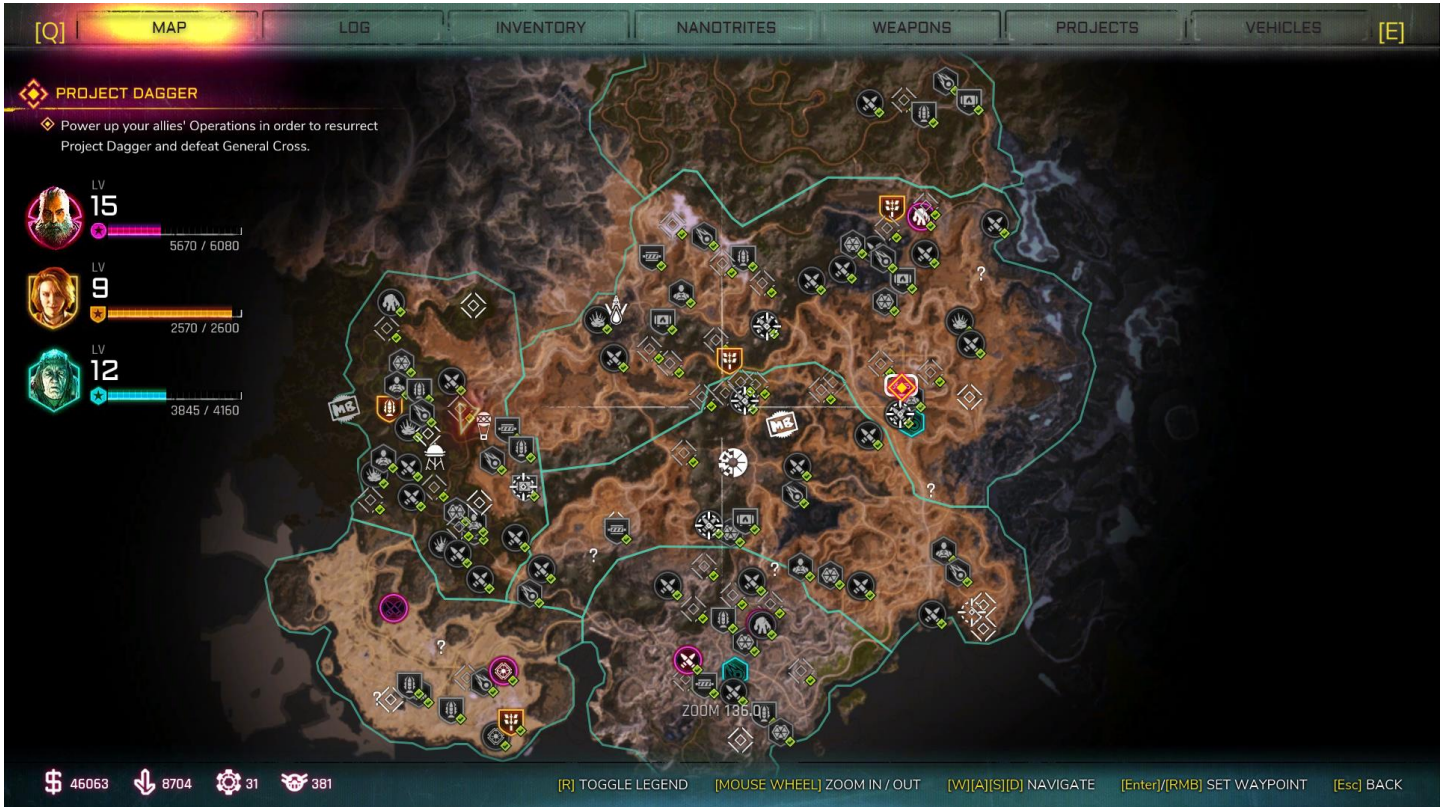 [Q] MAP LOG INVENTORY NANOTRITES WEAPONS PROJECTS VEHICLES [E]
PROJECT DAGGER
Power up your allies' Operations in order to resurrect
Project Dagger and defeat General Cross.
LV
15
5670 / 6080
LV
9
2570 / 2600
LV
12
3845 / 4160
?
MB
MB
?
?
?
?
?
ZOOM 136.0
$ 46063 8704 31 381
[R] TOGGLE LEGEND [MOUSE WHEEL] ZOOM IN / OUT [W][A][S][D] NAVIGATE [Enter]/[RMB] SET WAYPOINT [Esc] BACK